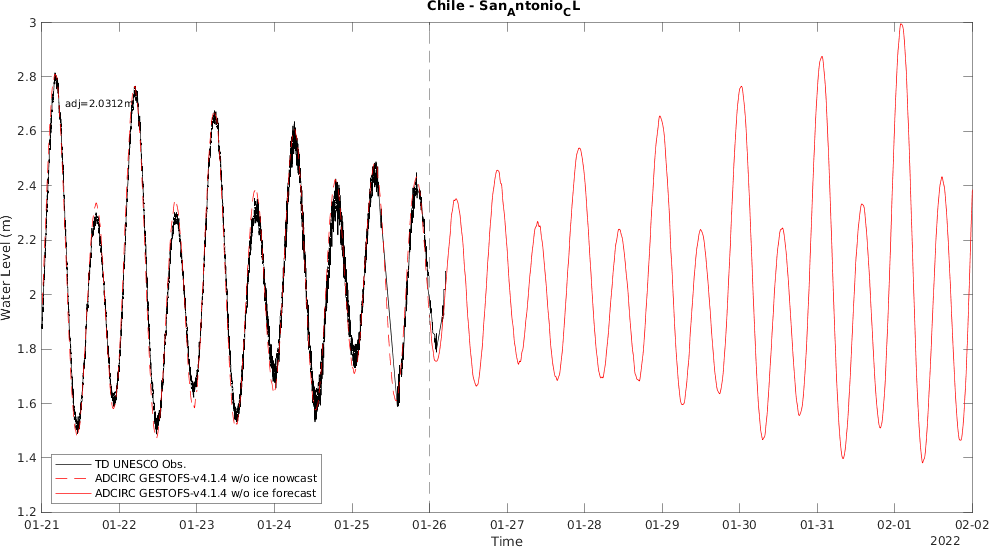 Chile - San_Antonio_CL
3
2.8
adj=2.0312m
2.6
2.4
2.2
Water Level (m)
2
1.8
1.6
1.4
TD UNESCO Obs.
ADCIRC GESTOFS-v4.1.4 w/o ice nowcast
ADCIRC GESTOFS-v4.1.4 w/o ice forecast
1.2
01-21 01-22 01-23 01-24 01-25 01-26 01-27 01-28 01-29 01-30 01-31 02-01 02-02
Time
2022